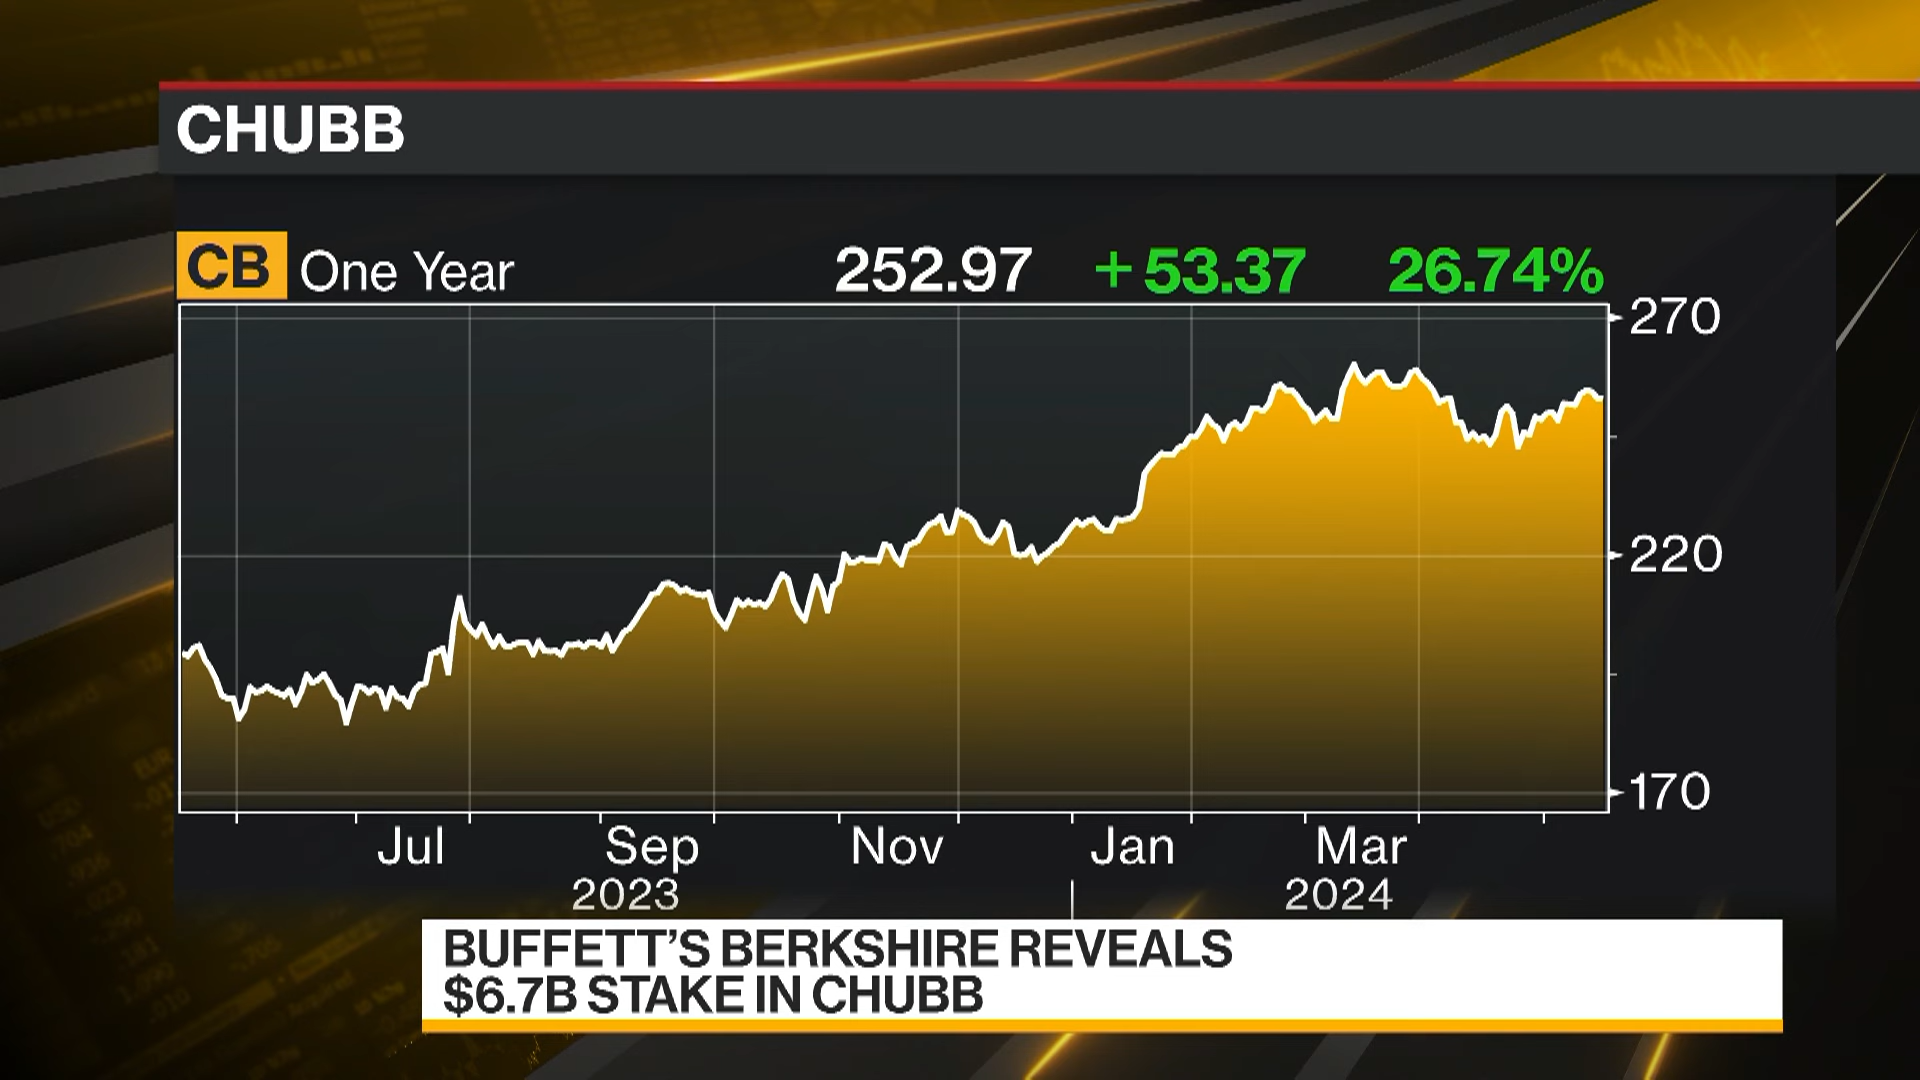 CHUBB
CB One Year 252.97 +53.37 26.74%
270
220
170
Jul Sep Nov Jan Mar
2023 2024
BUFFETT'S BERKSHIRE REVEALS
$6.7B STAKE IN CHUBB